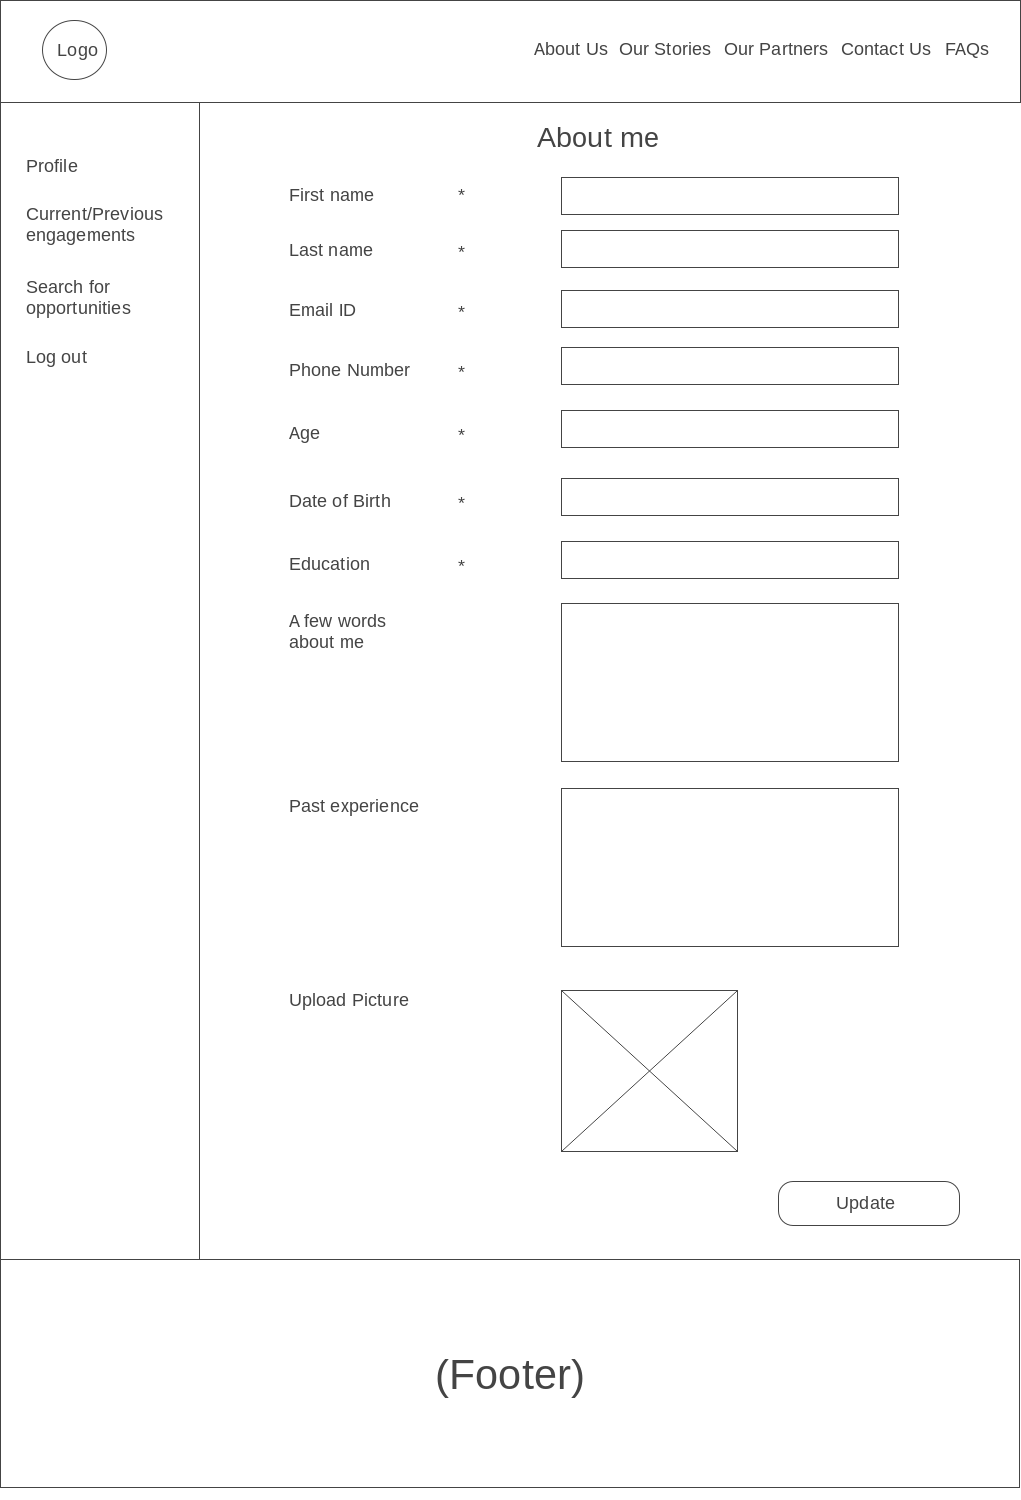 Logo
About Us Our Stories Our Partners Contact Us FAQs
Profile
Current/Previous
engagements
Search for
opportunities
Log out
About me
First name *
Last name *
Email ID *
Phone Number *
Age *
Date of Birth *
Education *
A few words
about me
Past experience
Upload Picture
Update
(Footer)